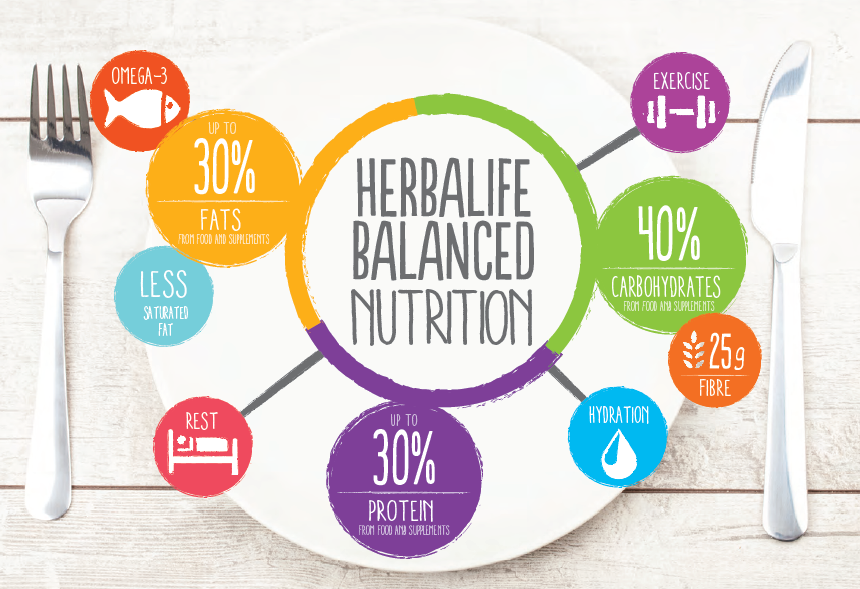 HERBALIFE
BALANCED
NUTRITION
OMEGA-3
UP TO
30%
FATS
FROM FOOD AND SUPPLEMENTS
LESS
SATURATED
FAT
REST
UP TO
30%
PROTEIN
FROM FOOD AND SUPPLEMENTS
EXERCISE
40%
CARBOHYDRATES
FROM FOOD AND SUPPLEMENTS
25g
FIBRE
HYDRATION